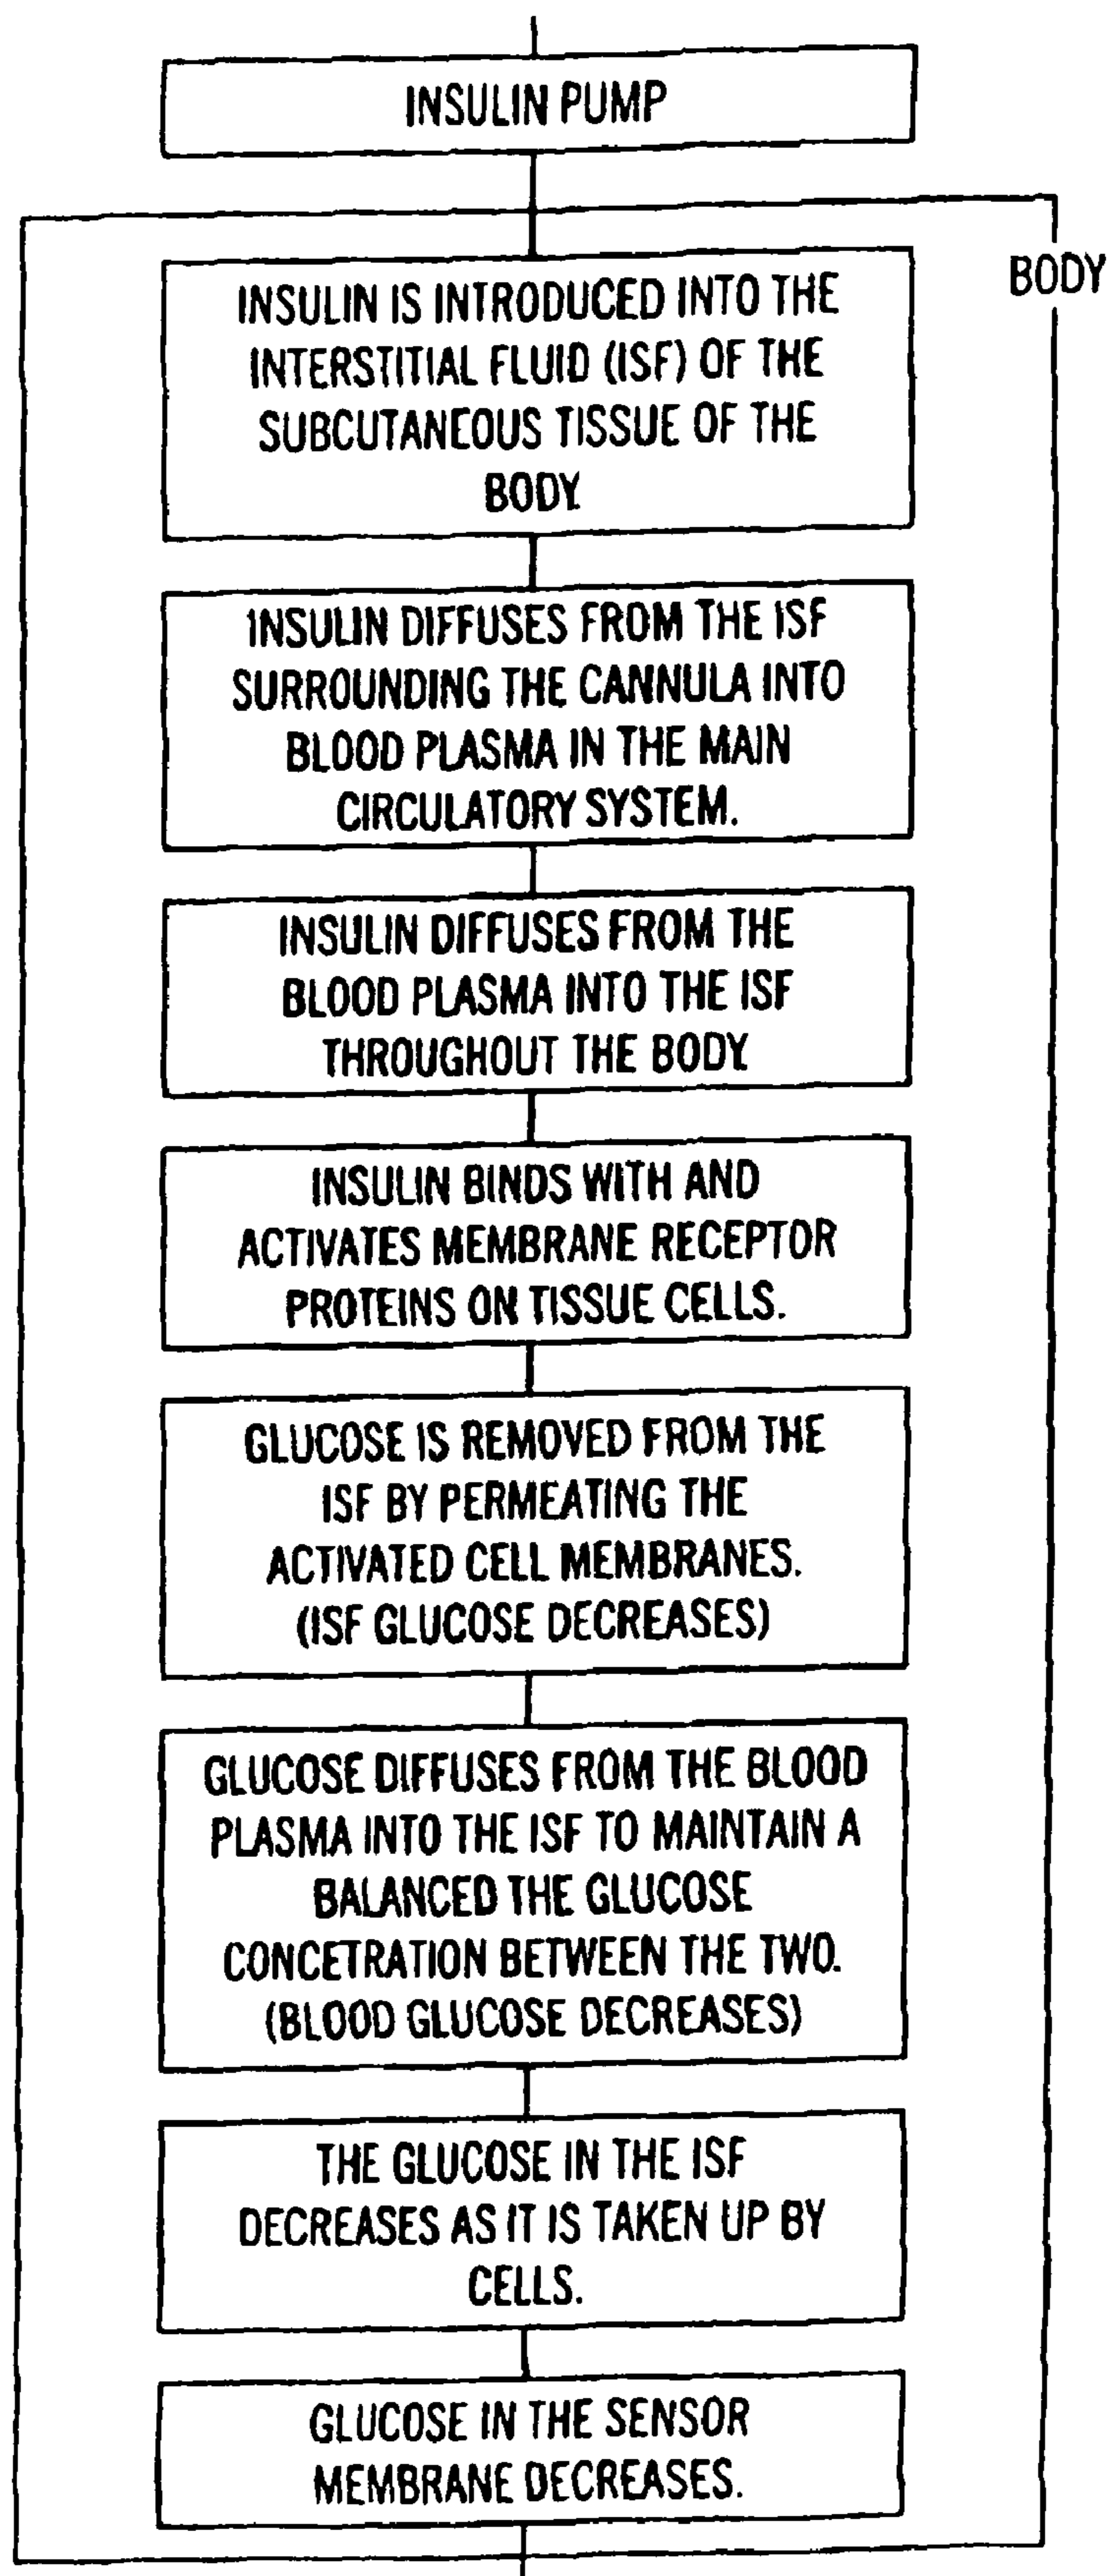 INSULIN PUMP
BODY
INSULIN IS INTRODUCED INTO THE
INTERSTITIAL FLUID (ISF) OF THE
SUBCUTANEOUS TISSUE OF THE
BODY.
INSULIN DIFFUSES FROM THE ISF
SURROUNDING THE CANNULA INTO
BLOOD PLASMA IN THE MAIN
CIRCULATORY SYSTEM.
INSULIN DIFFUSES FROM THE
BLOOD PLASMA INTO THE ISF
THROUGHOUT THE BODY.
INSULIN BINDS WITH AND
ACTIVATES MEMBRANE RECEPTOR
PROTEINS ON TISSUE CELLS.
GLUCOSE IS REMOVED FROM THE
ISF BY PERMEATING THE
ACTIVATED CELL MEMBRANES.
(ISF GLUCOSE DECREASES)
GLUCOSE DIFFUSES FROM THE BLOOD
PLASMA INTO THE ISF TO MAINTAIN A
BALANCED THE GLUCOSE
CONCETRATION BETWEEN THE TWO.
(BLOOD GLUCOSE DECREASES)
THE GLUCOSE IN THE ISF
DECREASES AS IT IS TAKEN UP BY
CELLS.
GLUCOSE IN THE SENSOR
MEMBRANE DECREASES.